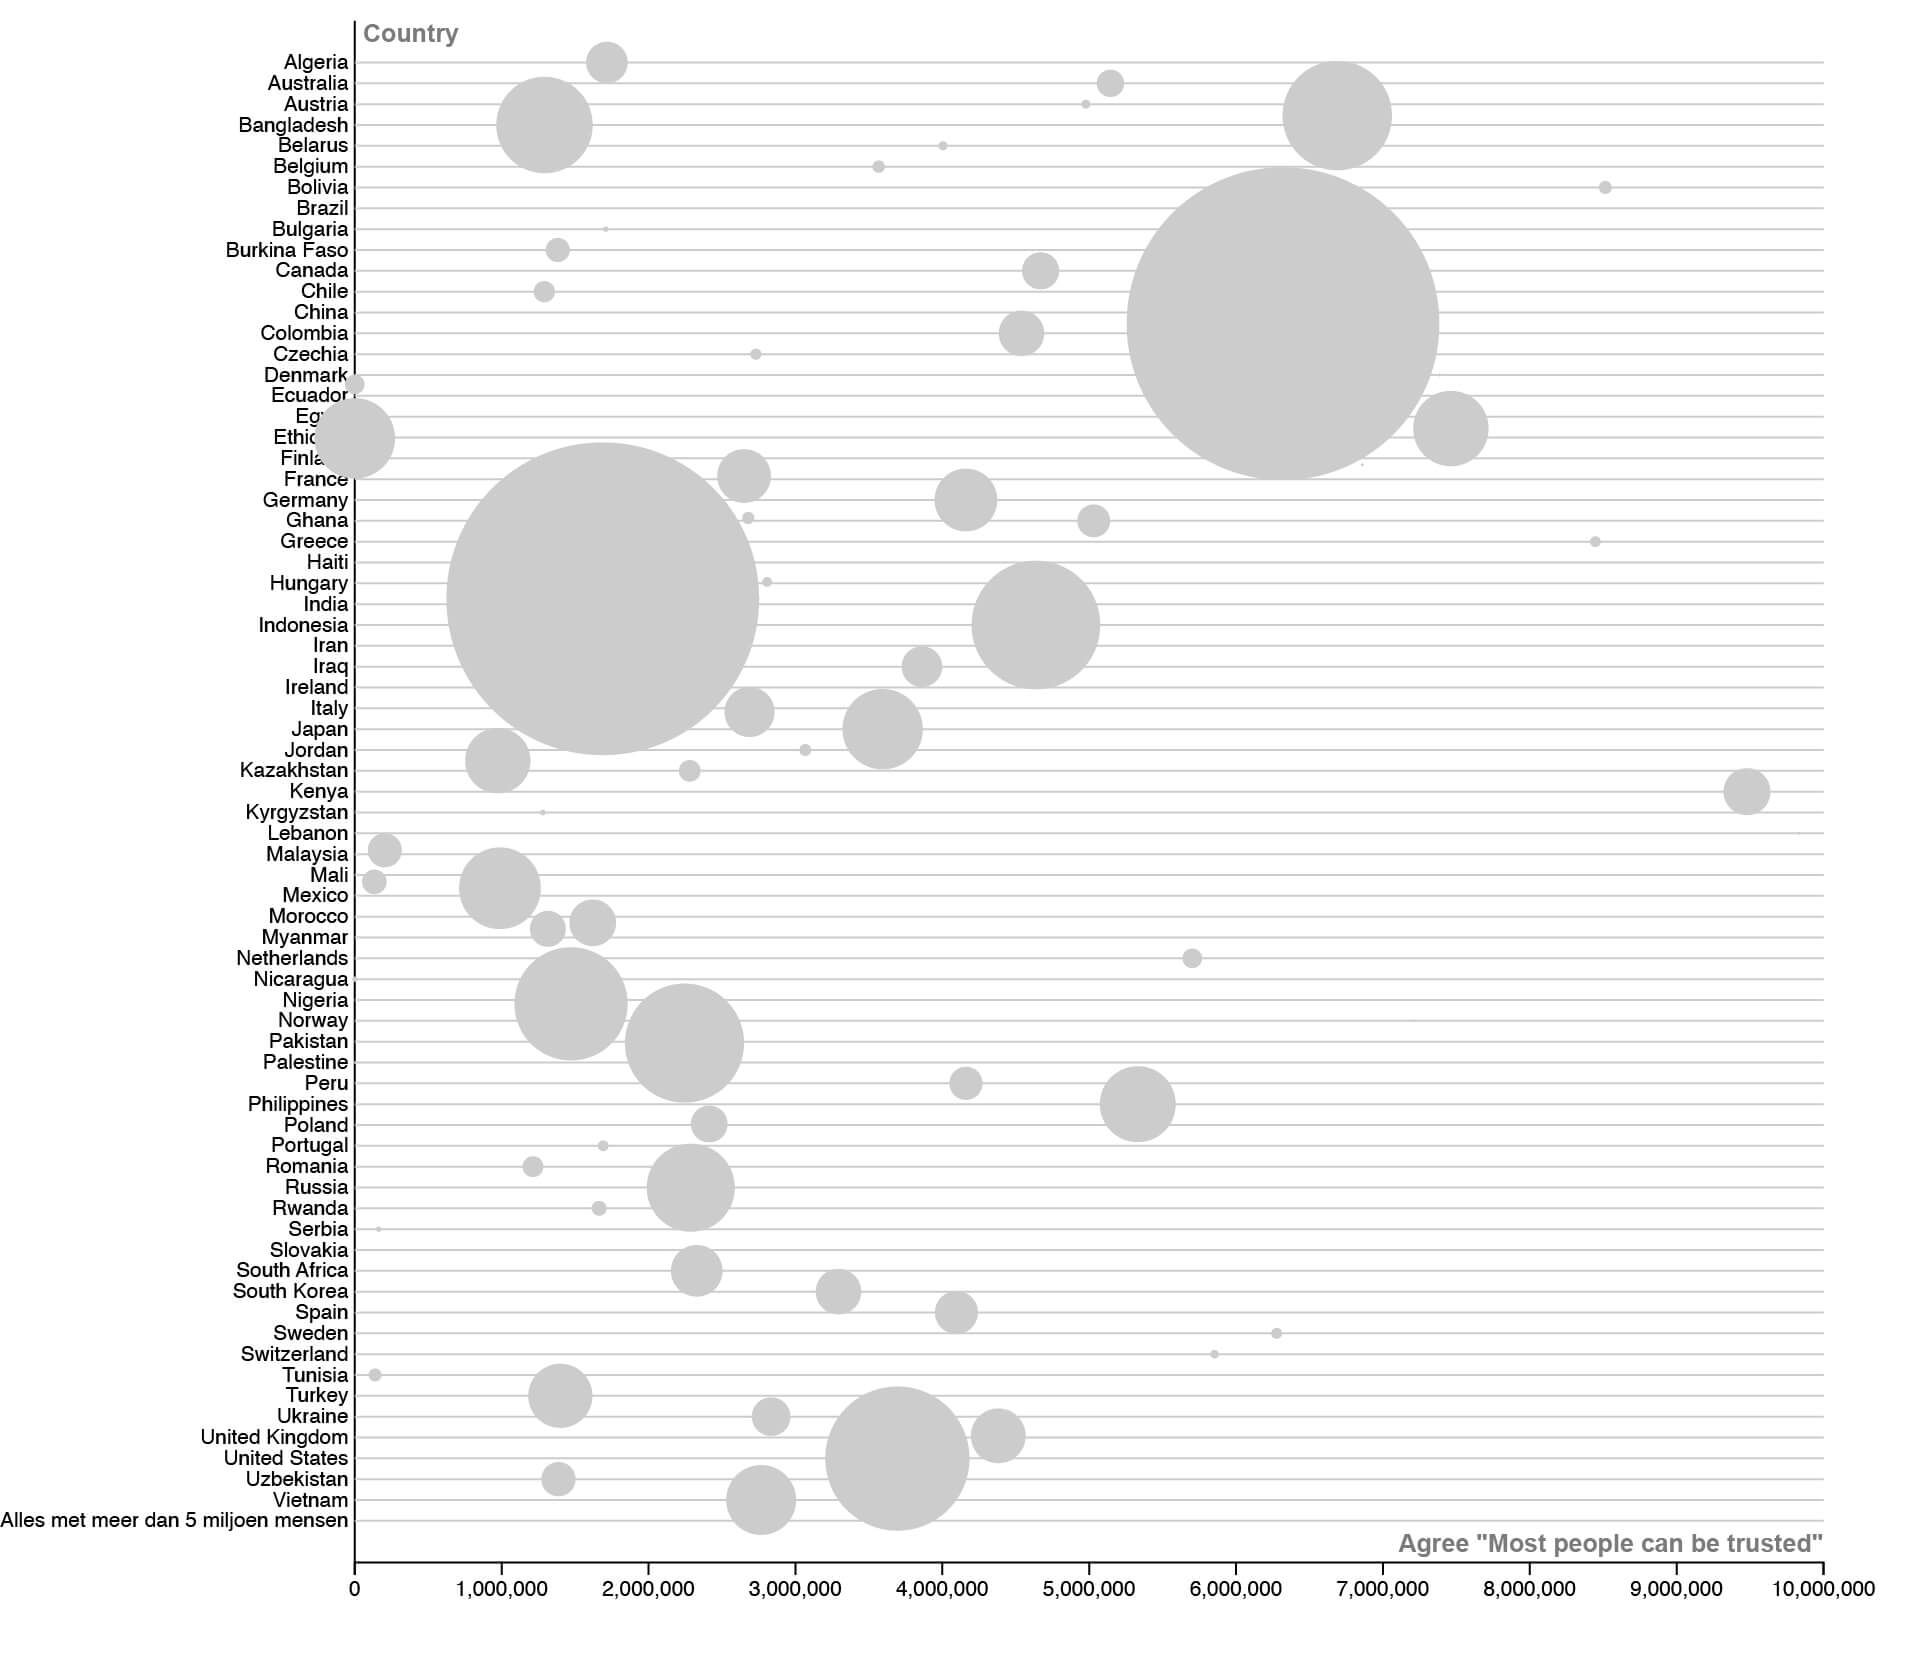 Country
Algeria
Australia
Austria
Bangladesh
Belarus
Belgium
Bolivia
Brazil
Bulgaria
Burkina Faso
Canada
Chile
China
Colombia
Czechia
Denmark
Ecuador
France
Germany
Ghana
Greece
Haiti
Hungary
India
Indonesia
Iran
Iraq
Ireland
Italy
Japan
Jordan
Kazakhstan
Kenya
Kyrgyzstan
Lebanon
Malaysia
Mali
Mexico
Morocco
Myanmar
Netherlands
Nicaragua
Nigeria
Norway
Pakistan
Palestine
Peru
Philippines
Poland
Portugal
Romania
Russia
Rwanda
Serbia
Slovakia
South Africa
South Korea
Spain
Sweden
Switzerland
Tunisia
Turkey
Ukraine
United Kingdom
United States
Uzbekistan
Vietnam
Alles met meer dan 5 miljoen mensen
Agree "Most people can be trusted"
0 1,000,000 2,000,000 3,000,000 4,000,000 5,000,000 6,000,000 7,000,000 8,000,000 9,000,000 10,000,000